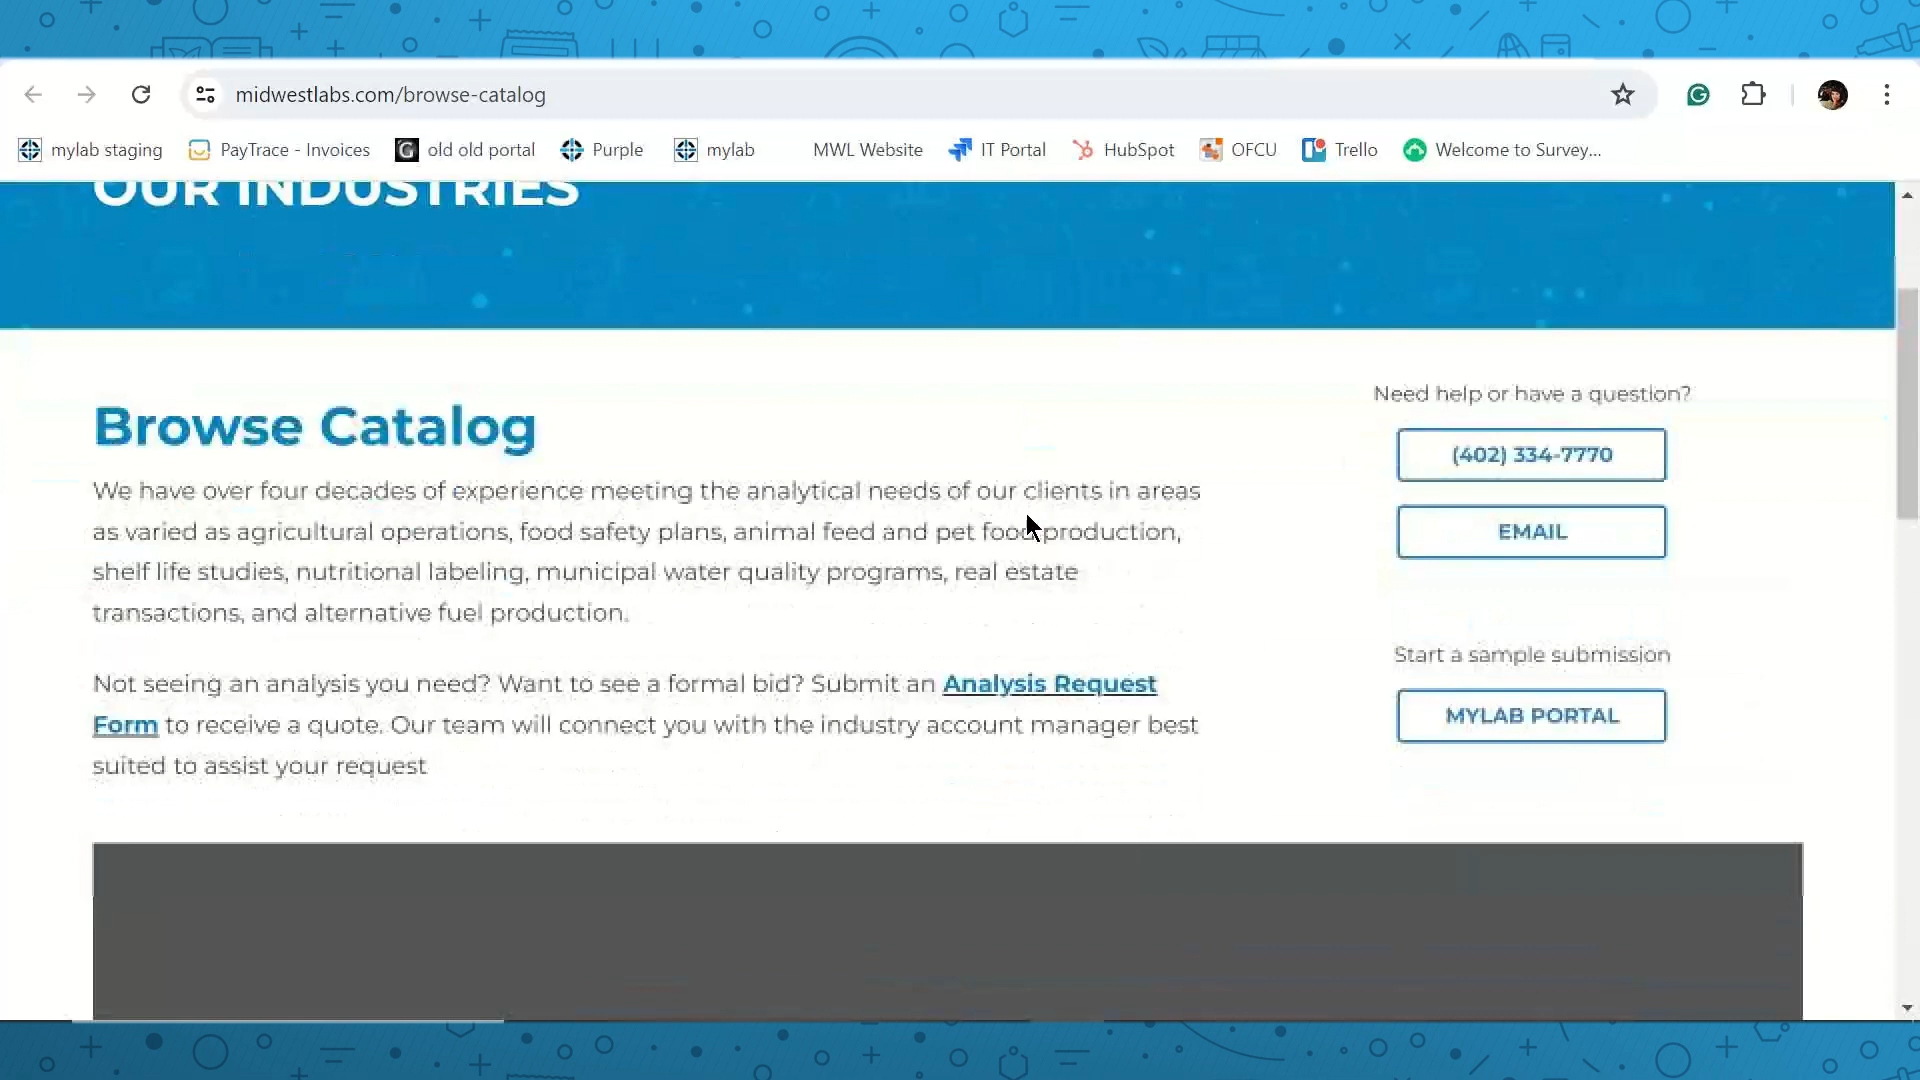 midwestlabs.com/browse-catalog
mylab staging
PayTrace - Invoices
old old portal
Purple
mylab
MWL Website
IT Portal
HubSpot
OFCU
Trello
Welcome to Survey...
OUR INDUSTRIES
Browse Catalog
We have over four decades of experience meeting the analytical needs of our clients in areas
as varied as agricultural operations, food safety plans, animal feed and pet food production,
shelf life studies, nutritional labeling, municipal water quality programs, real estate
transactions, and alternative fuel production.
Not seeing an analysis you need? Want to see a formal bid? Submit an Analysis Request
Form to receive a quote. Our team will connect you with the industry account manager best
suited to assist your request
Need help or have a question?
(402) 334-7770
EMAIL
Start a sample submission
MYLAB PORTAL